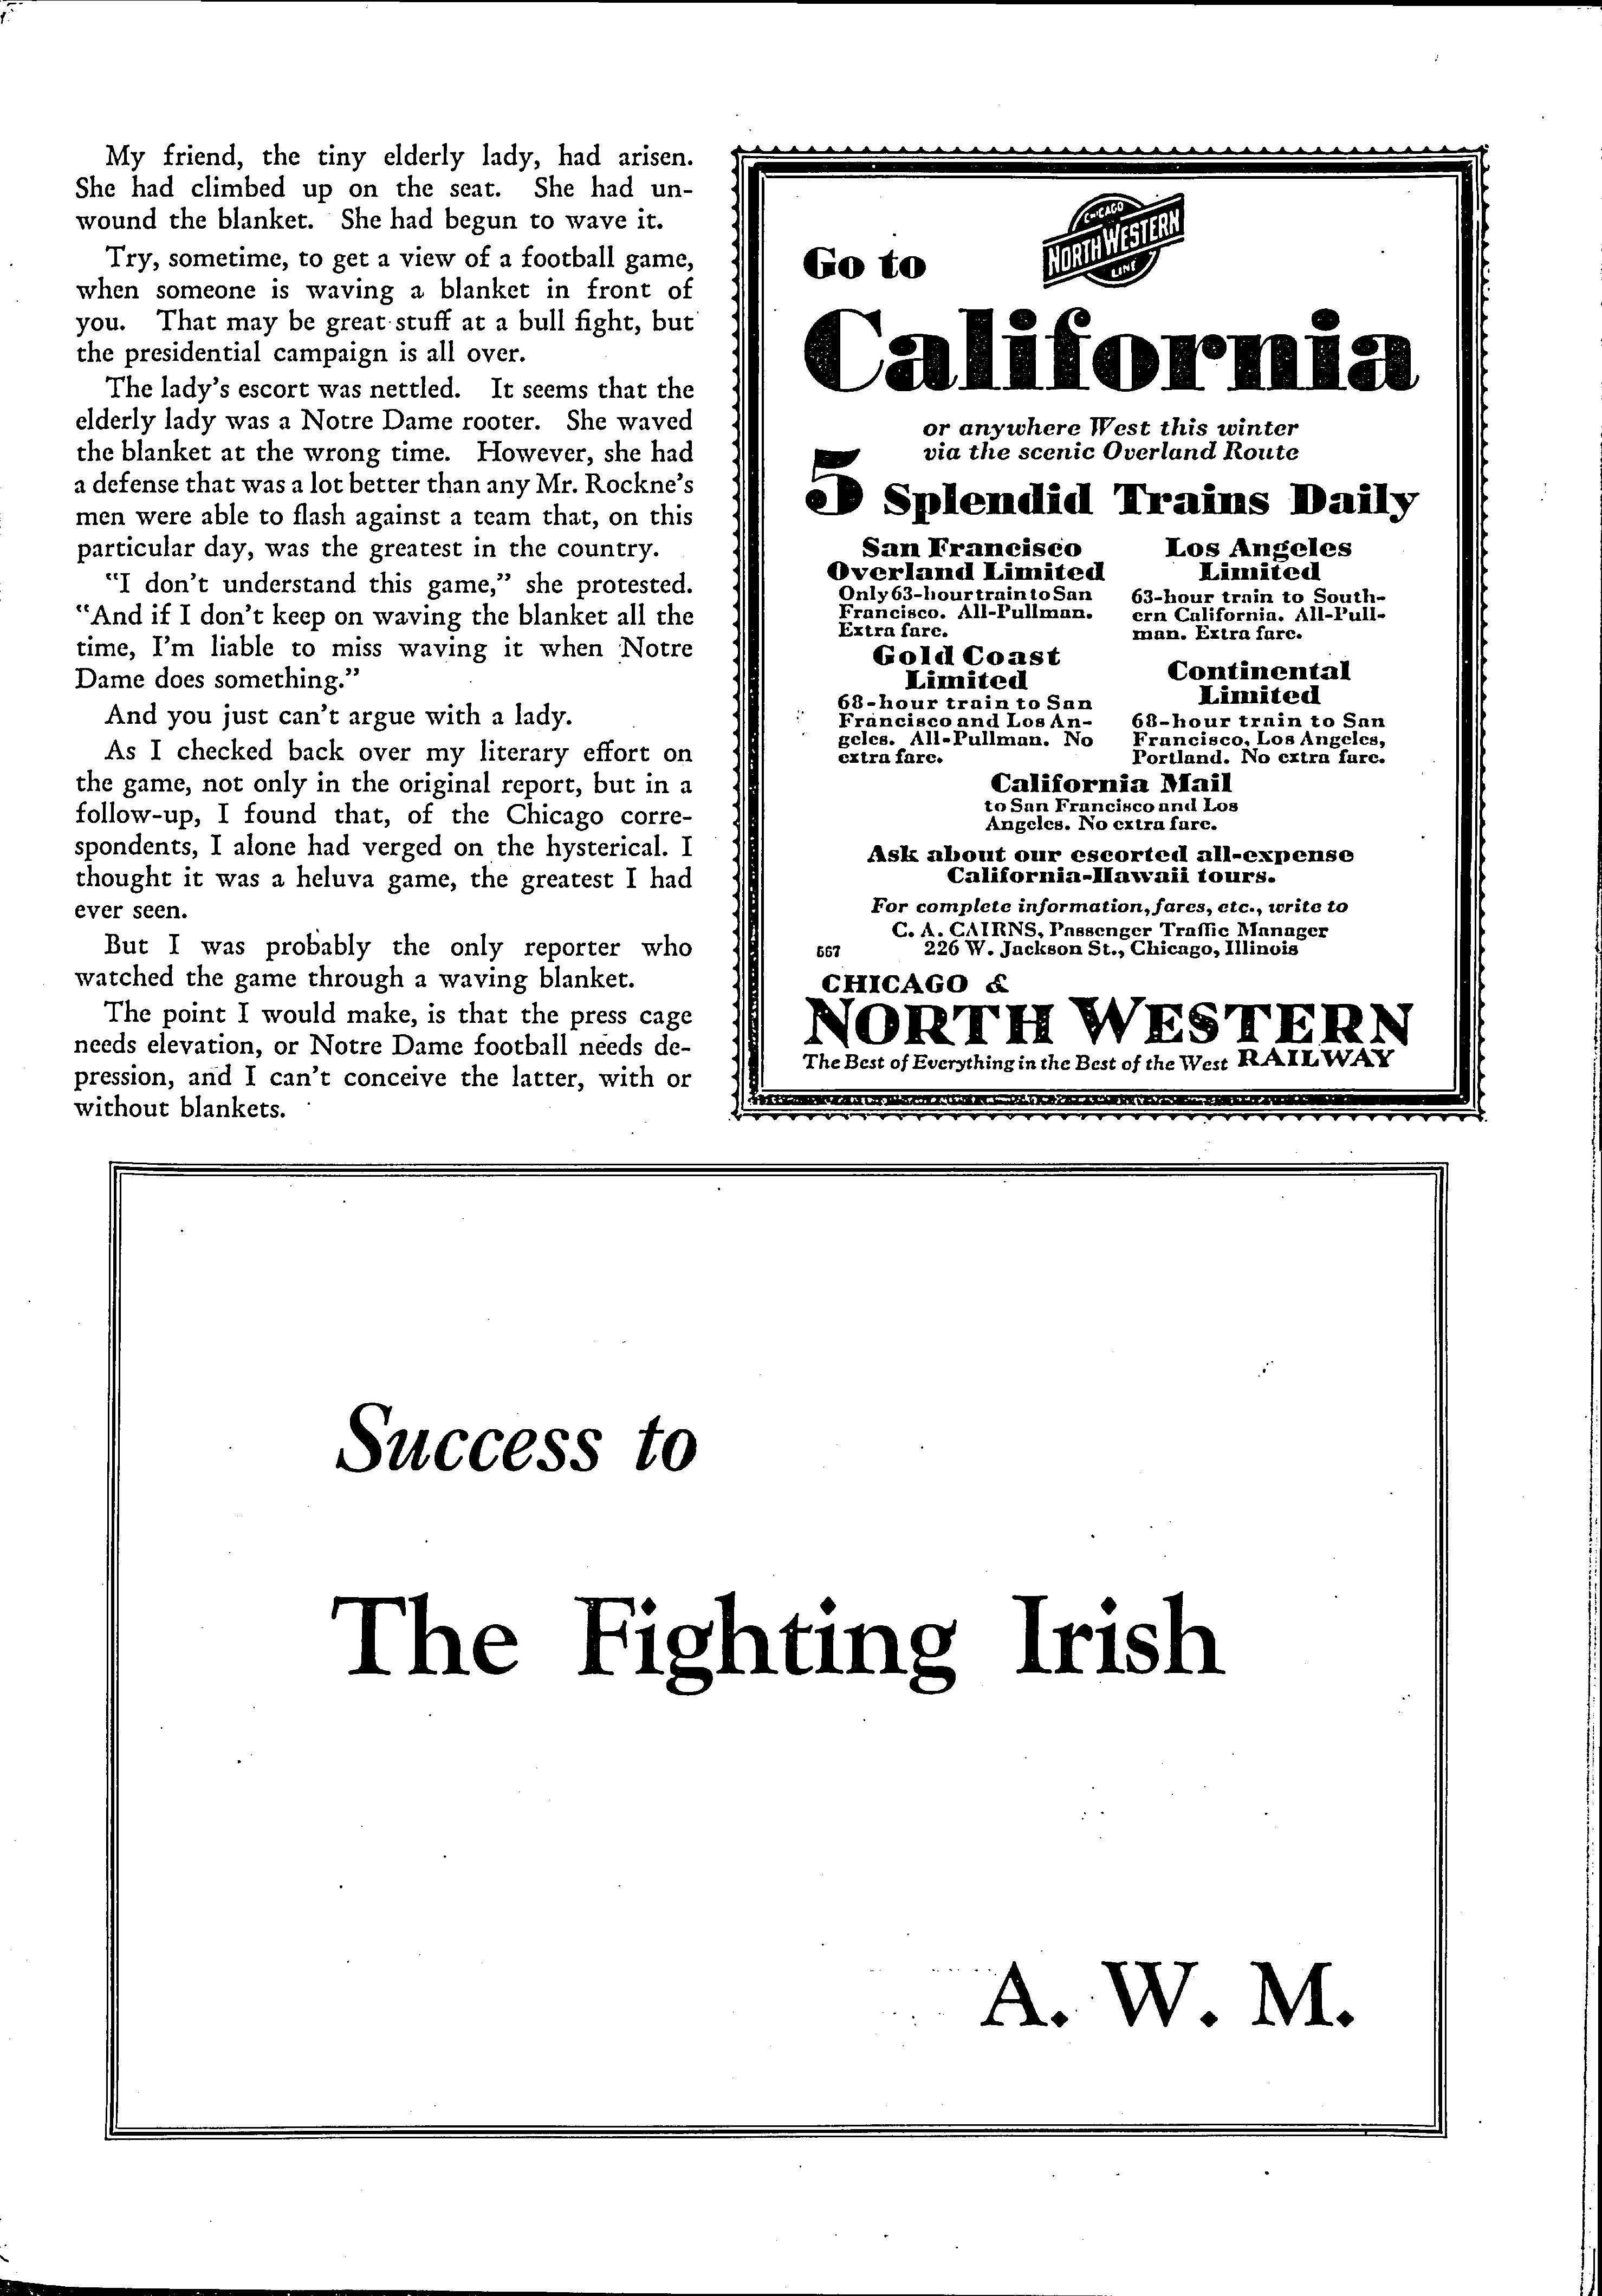 My friend, the tiny elderly lady, had arisen.
She had climbed up on the seat. She had un-
wound the blanket. She had begun to wave it.
Try, sometime, to get a view of a football game,
when someone is waving a blanket in front of
you. That may be great stuff at a bull fight, but
the presidential campaign is all over.
The lady's escort was nettled. It seems that the
elderly lady was a Notre Dame rooter. She waved
the blanket at the wrong time. However, she had
a defense that was a lot better than any Mr. Rockne's
men were able to flash against a team that, on this
particular day, was the greatest in the country.
"I don't understand this game," she protested.
"And if I don't keep on waving the blanket all the
time, I'm liable to miss waving it when Notre
Dame does something."
And you just can't argue with a lady.
As I checked back over my literary effort on
the game, not only in the original report, but in a
follow-up, I found that, of the Chicago corre-
spondents, I alone had verged on the hysterical. I
thought it was a heluva game, the greatest I had
ever seen.
But I was probably the only reporter who
watched the game through a waving blanket.
The point I would make, is that the press cage
needs elevation, or Notre Dame football needs de-
pression, and I can't conceive the latter, with or
without blankets.
CHICAGO
NORTH WESTERN
LINE
Go to
California
or anywhere West this winter
via the scenic Overland Route
5 Splendid Trains Daily
San Francisco
Overland Limited
Only 63-hour train to San
Francisco. All-Pullman.
Extra fare.
Los Angeles
Limited
63-hour train to South-
ern California. All-Pull-
man. Extra fare.
Gold Coast
Limited
68-hour train to San
Francisco and Los An-
geles. All-Pullman. No
extra fare.
Continental
Limited
68-hour train to San
Francisco, Los Angeles,
Portland. No extra fare.
California Mail
to San Francisco and Los
Angeles. No extra fare.
Ask about our escorted all-expense
California-Hawaii tours.
For complete information, fares, etc., write to
C. A. CAIRNS, Passenger Traffic Manager
567 226 W. Jackson St., Chicago, Illinois
CHICAGO &
NORTH WESTERN
The Best of Everything in the Best of the West RAILWAY
Success to
The Fighting Irish
A. W. M.